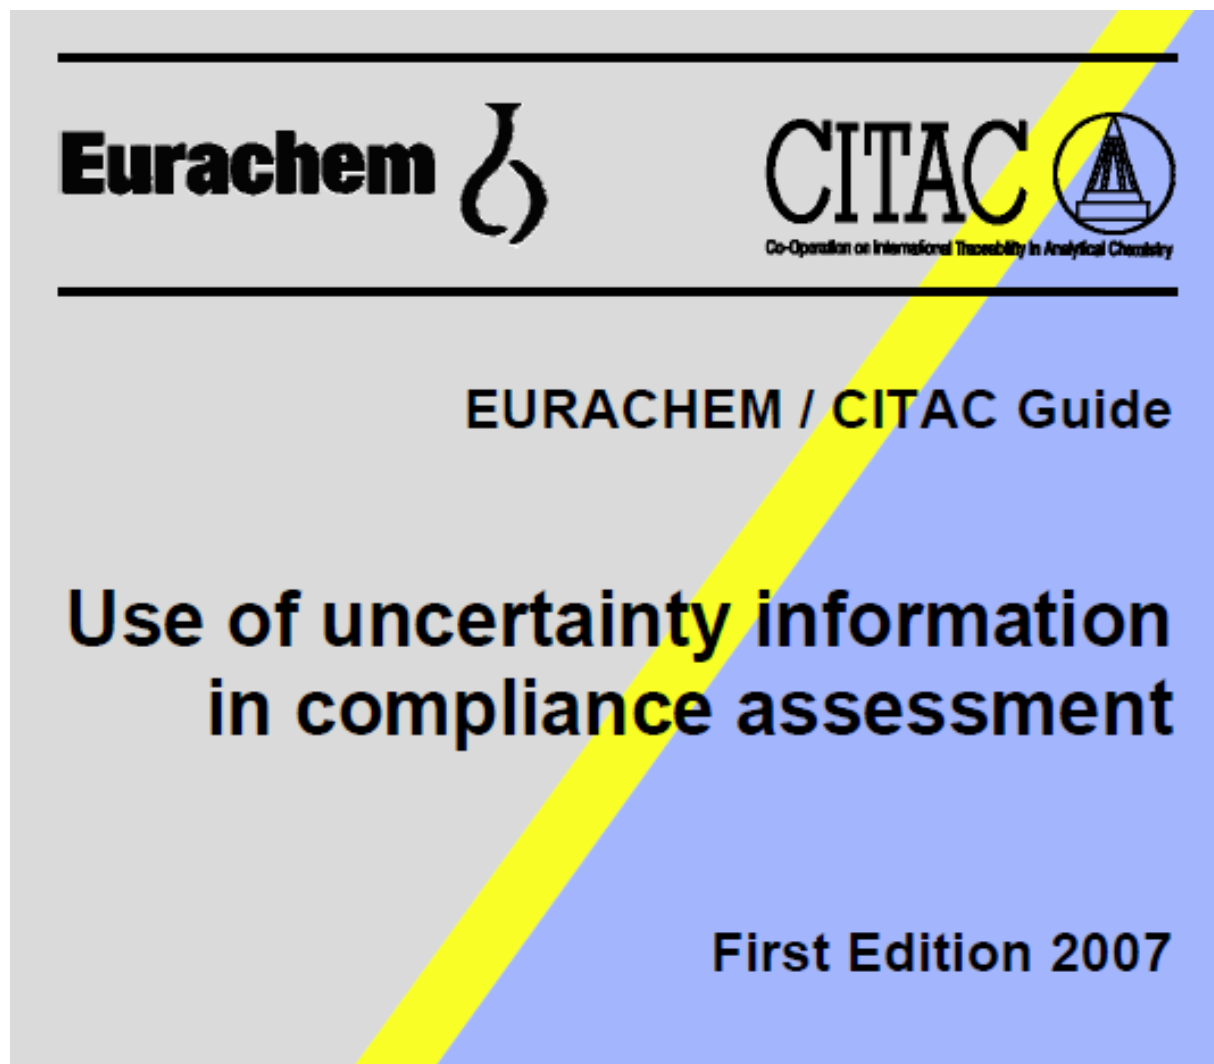 Eurachem
CITAC
Co-Operation on International Traceability in Analytical Chemistry
EURACHEM / CITAC Guide
Use of uncertainty information
in compliance assessment
First Edition 2007